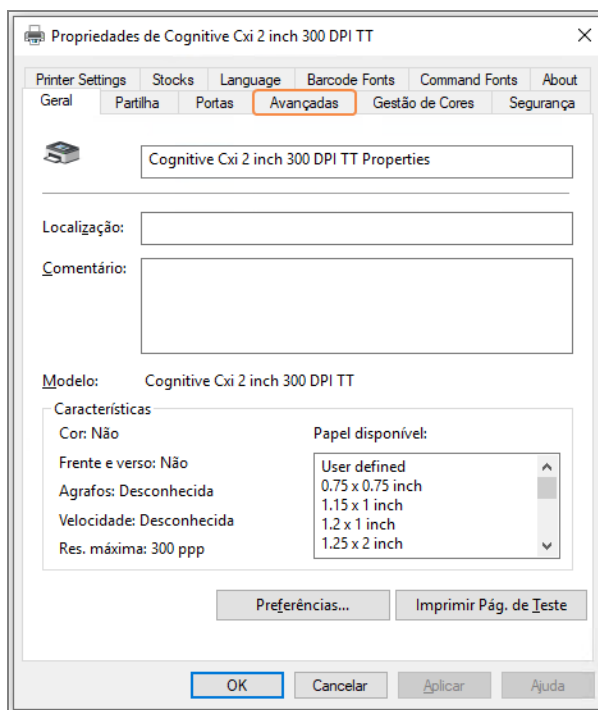 Propriedades de Cognitive Cxi 2 inch 300 DPI TT
Printer Settings Stocks Language Barcode Fonts Command Fonts About
Geral Partilha Portas Avançadas Gestão de Cores Segurança
Cognitive Cxi 2 inch 300 DPI TT Properties
Localização:
Comentário:
Modelo: Cognitive Cxi 2 inch 300 DPI TT
Características
Cor: Não Papel disponível:
Frente e verso: Não User defined
0.75 x 0.75 inch
Agrafos: Desconhecida 1.15 x 1 inch
Velocidade: Desconhecida 1.2 x 1 inch
Res. máxima: 300 ppp 1.25 x 2 inch
Preferências... Imprimir Pág. de Teste
OK Cancelar Aplicar Ajuda